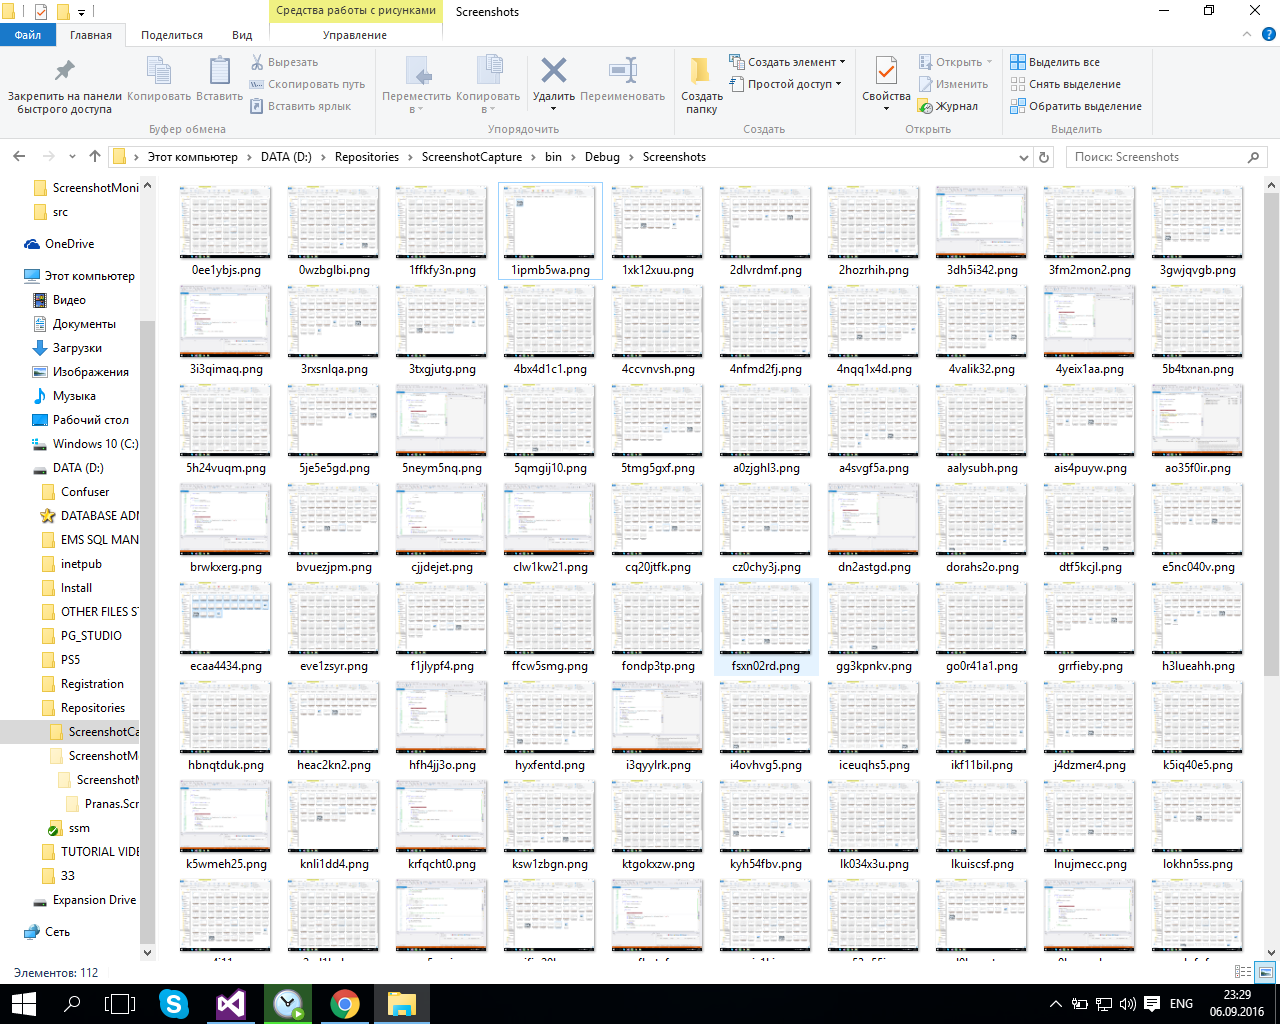 Средства работы с рисунками
Screenshots
Файл
Главная
Поделиться
Вид
Управление
Закрепить на панели быстрого доступа
Копировать
Вставить
Вырезать
Скопировать путь
Вставить ярлык
Буфер обмена
Переместить в
Копировать в
Удалить
Переименовать
Упорядочить
Создать папку
Создать элемент
Простой доступ
Создать
Свойства
Открыть
Изменить
Журнал
Открыть
Выделить все
Снять выделение
Обратить выделение
Выделить
Этот компьютер > DATA (D:) > Repositories > ScreenshotCapture > bin > Debug > Screenshots
Поиск: Screenshots
ScreenshotMoni
src
OneDrive
Этот компьютер
Видео
Документы
Загрузки
Изображения
Музыка
Рабочий стол
Windows 10 (C:)
DATA (D:)
Confuser
DATABASE ADM
EMS SQL MAN
inetpub
Install
OTHER FILES S
PG_STUDIO
PS5
Registration
Repositories
ScreenshotCa
ScreenshotM
Screenshot
Pranas.Scr
ssm
TUTORIAL VIDE
33
Expansion Drive
Сеть
0ee1ybjs.png 0wzbglbi.png 1ffkfy3n.png 1ipmb5wa.png 1xk12xuu.png 2dlvrdmf.png 2hozrhih.png 3dh5i342.png 3fm2mon2.png 3gwjqvgb.png
3i3qimaq.png 3rxsnlqa.png 3txgjutg.png 4bx4d1c1.png 4ccvnvsh.png 4nfmd2fj.png 4nqq1x4d.png 4valik32.png 4yeix1aa.png 5b4txnan.png
5h24vuqm.png 5je5e5gd.png 5neym5nq.png 5qmgij10.png 5tmg5gxf.png a0zjghl3.png a4svgf5a.png aalysubh.png ais4puyw.png ao35f0ir.png
brwkxerg.png bvuezjpm.png cjjdejet.png clw1kw21.png cq20jtfk.png cz0chy3j.png dn2astgd.png dorahs2o.png dtf5kcjl.png e5nc040v.png
ecaa4434.png eve1zsyr.png f1jlypf4.png ffcw5smg.png fondp3tp.png fsxn02rd.png gg3kpnkv.png go0r41a1.png grrfieby.png h3lueahh.png
hbnqtduk.png heac2kn2.png hfh4jj3o.png hyxfentd.png i3qyylrk.png i4ovhvg5.png iceuqhs5.png ikf11bil.png j4dzmer4.png k5iq40e5.png
k5wmeh25.png knli1dd4.png krfqcht0.png ksw1zbgn.png ktgokxzw.png kyh54fbv.png lk034x3u.png lkuiscsf.png lnujmecc.png lokhn5ss.png
Элементов: 112
ENG
23:29
06.09.2016